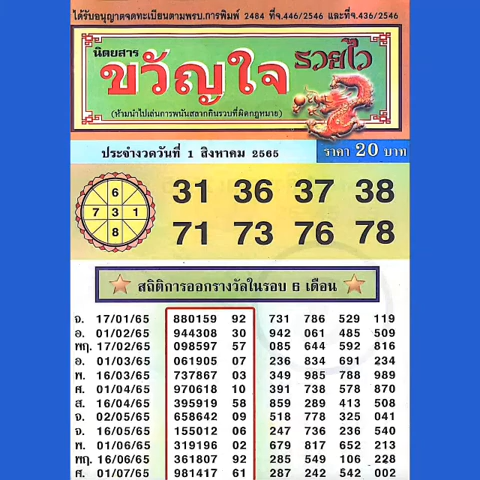 ได้รับอนุญาตจดทะเบียนตามพรบ.การพิมพ์ 2484 ที่จ.446/2546 และที่จ.436/2546
นิตยสาร
ขวัญใจ
รวยไว
(ห้ามนำไปเล่นการพนันสลากกินรวบที่ผิดกฎหมาย)
ประจำงวดวันที่ 1 สิงหาคม 2565
ราคา 20 บาท
6
7 3 1
8
31 36 37 38
71 73 76 78
สถิติการออกรางวัลในรอบ 6 เดือน
จ. 17/01/65 880159 92 731 786 529 119
อ. 01/02/65 944308 30 942 061 485 509
พฤ. 17/02/65 098597 57 085 644 592 816
อ. 01/03/65 061905 07 236 834 691 234
พ. 16/03/65 737867 03 349 985 788 989
ศ. 01/04/65 970618 10 391 738 578 870
ส. 16/04/65 395919 58 859 289 413 508
จ. 02/05/65 658642 09 518 778 325 041
จ. 16/05/65 155012 06 247 736 236 540
พ. 01/06/65 319196 02 679 817 652 213
พฤ. 16/06/65 361807 92 285 549 106 228
ศ. 01/07/65 981417 61 287 242 542 002